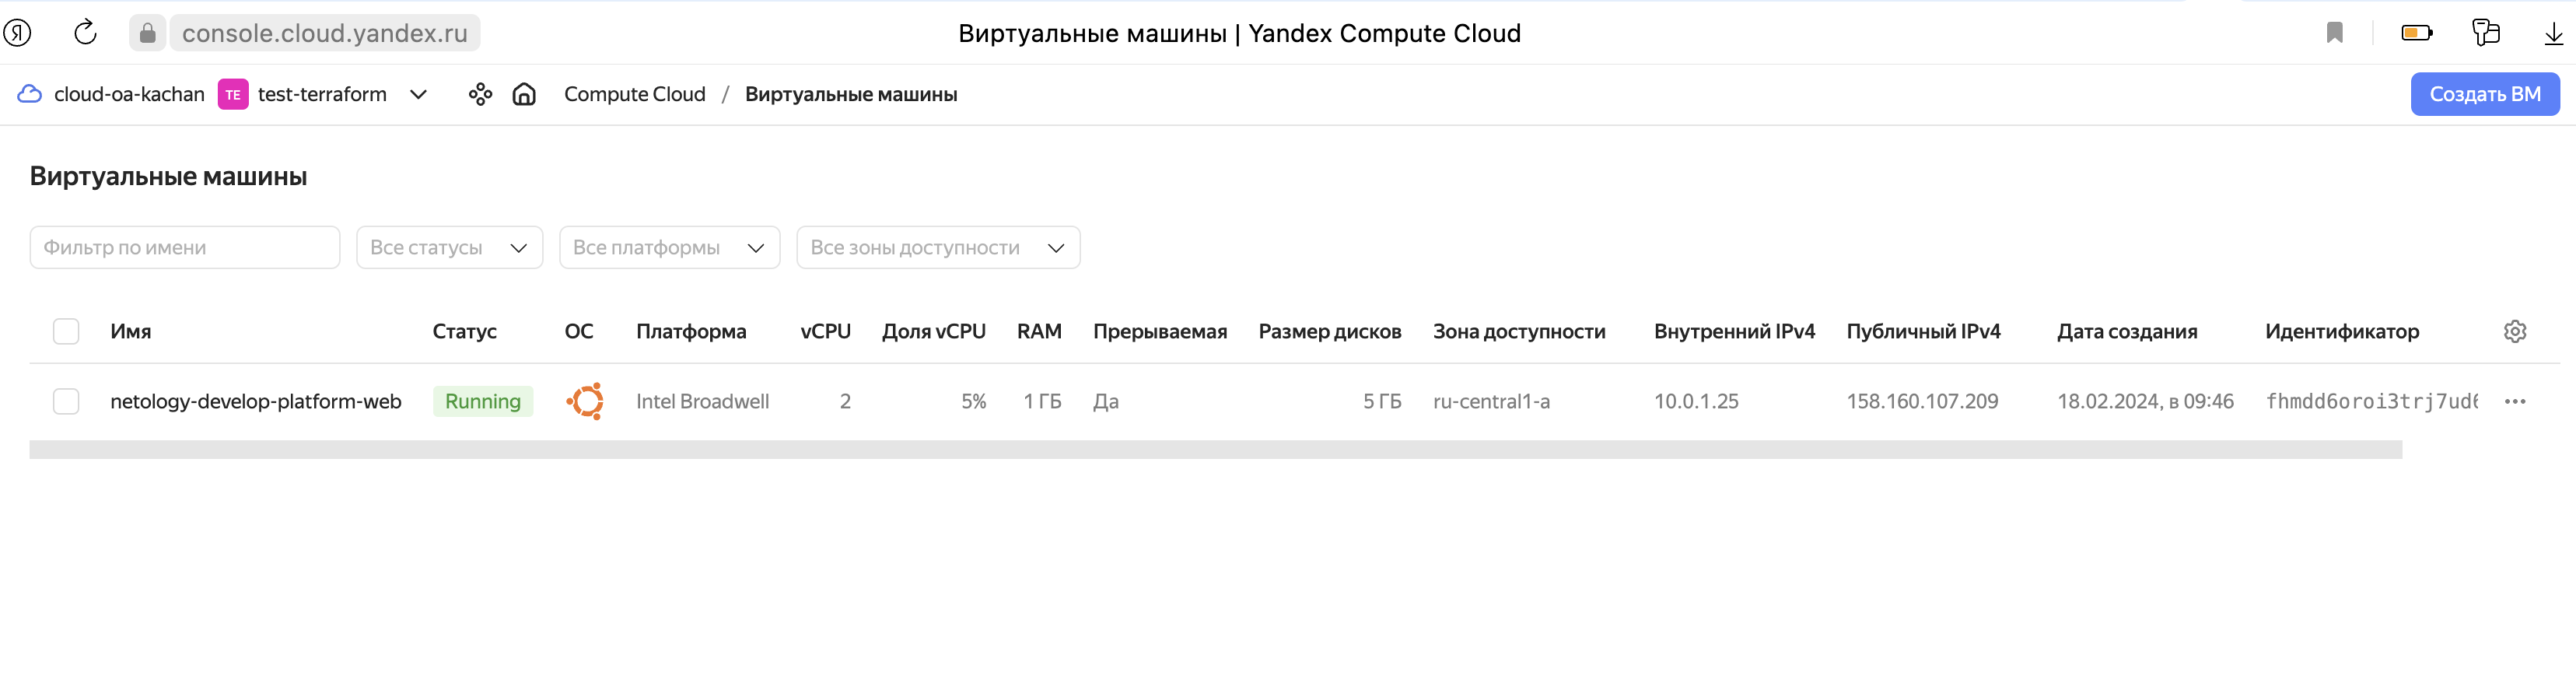 console.cloud.yandex.ru Виртуальные машины | Yandex Compute Cloud
cloud-oa-kachan TE test-terraform Compute Cloud / Виртуальные машины Создать ВМ
Виртуальные машины
Фильтр по имени Все статусы Все платформы Все зоны доступности
Имя Статус ОС Платформа vCPU Доля vCPU RAM Прерываемая Размер дисков Зона доступности Внутренний IPv4 Публичный IPv4 Дата создания Идентификатор
netology-develop-platform-web Running Intel Broadwell 2 5% 1 ГБ Да 5 ГБ ru-central1-a 10.0.1.25 158.160.107.209 18.02.2024, в 09:46 fhmdd6oroi3trj7ud